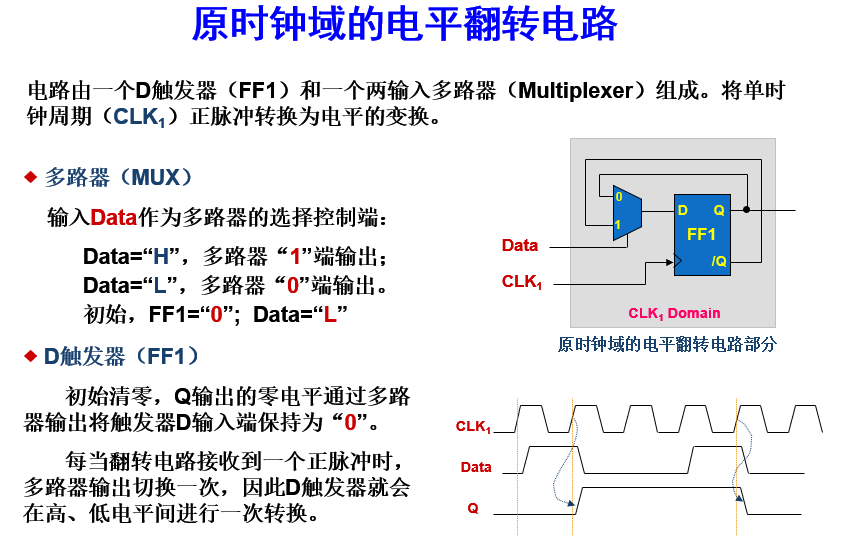 原时钟域的电平翻转电路
电路由一个D触发器（FF1）和一个两输入多路器（Multiplexer）组成。将单时
钟周期（CLK1）正脉冲转换为电平的变换。
多路器（MUX）
输入Data作为多路器的选择控制端：
Data=“H”，多路器“1”端输出；
Data=“L”，多路器“0”端输出。
初始，FF1=“0”；Data=“L”
D触发器（FF1）
初始清零，Q输出的零电平通过多路
器输出将触发器D输入端保持为“0”。
每当翻转电路接收到一个正脉冲时，
多路器输出切换一次，因此D触发器就会
在高、低电平间进行一次转换。
0
1
D Q
FF1
/Q
Data
CLK1
CLK1 Domain
原时钟域的电平翻转电路部分
CLK1
Data
Q